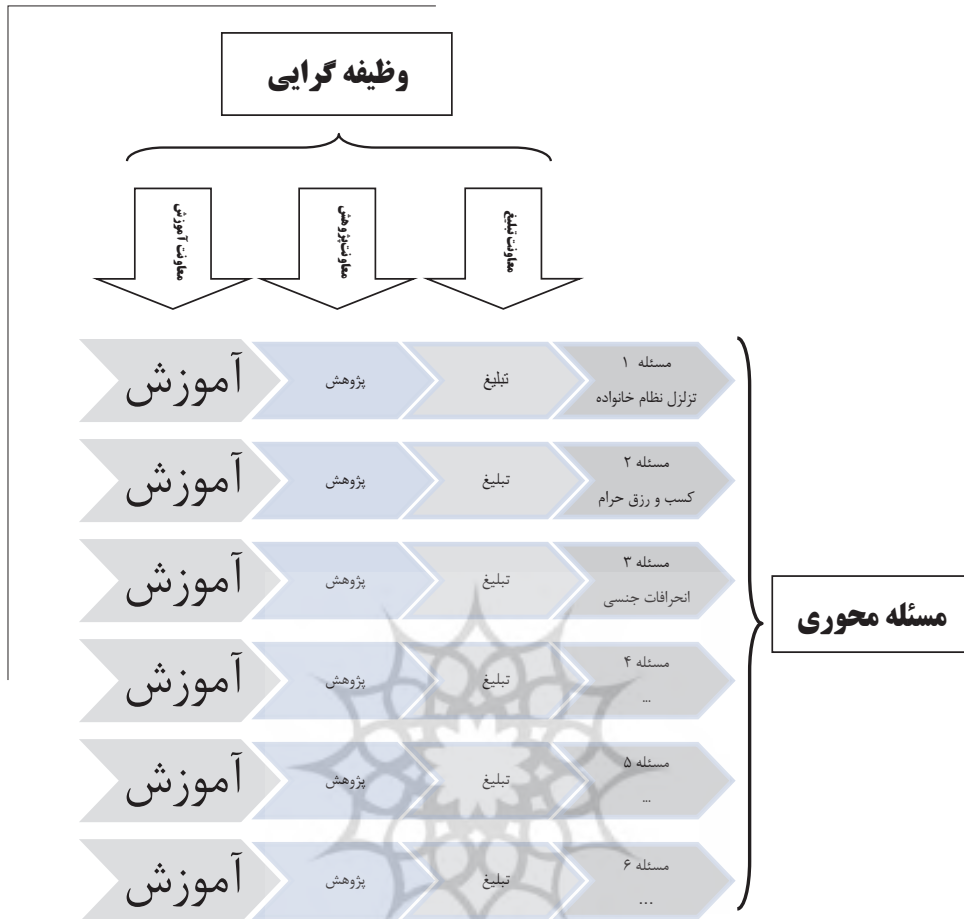 وظیفه گرایی
معاونت تبلیغ
معاونت پژوهش
معاونت آموزش
مسئله ۱
تزلزل نظام خانواده
تبلیغ
پژوهش
آموزش
مسئله ۲
کسب و رزق حرام
تبلیغ
پژوهش
آموزش
مسئله ۳
انحرافات جنسی
تبلیغ
پژوهش
آموزش
مسئله محوری
مسئله ۴
...
تبلیغ
پژوهش
آموزش
مسئله ۵
...
تبلیغ
پژوهش
آموزش
مسئله ۶
...
تبلیغ
پژوهش
آموزش